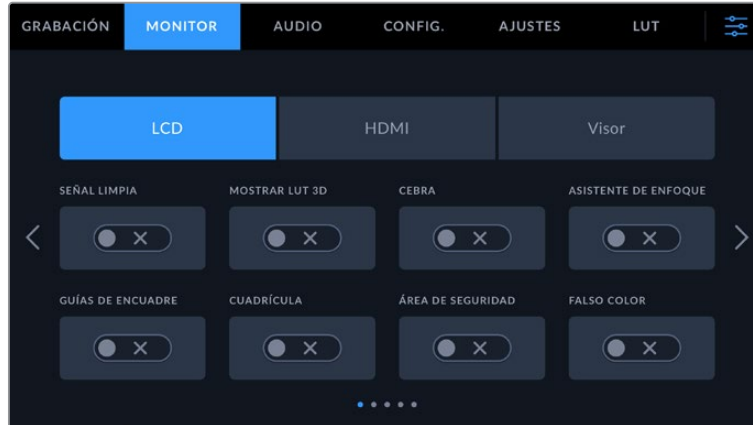 GRABACIÓN MONITOR AUDIO CONFIG. AJUSTES LUT
LCD HDMI Visor
SEÑAL LIMPIA MOSTRAR LUT 3D CEBRA ASISTENTE DE ENFOQUE
GUÍAS DE ENCUADRE CUADRÍCULA ÁREA DE SEGURIDAD FALSO COLOR